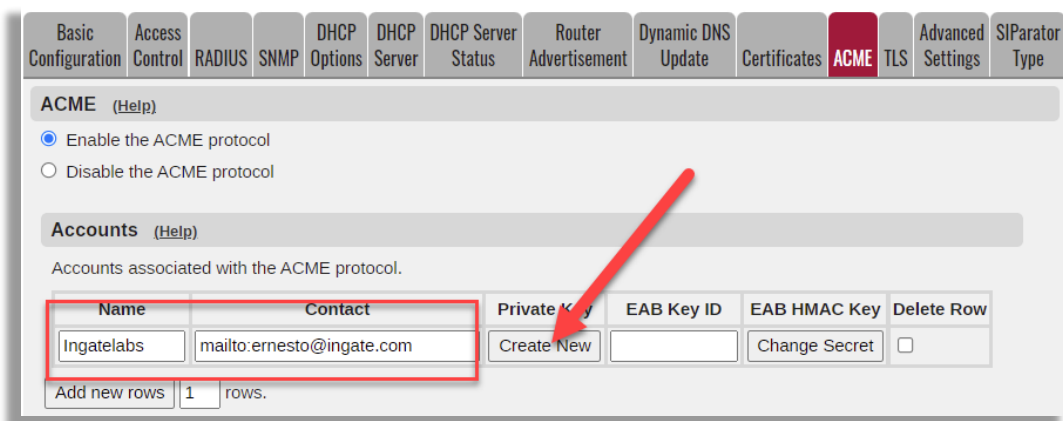 Basic Configuration Access Control RADIUS SNMP DHCP Options DHCP Server DHCP Server Status Router Advertisement Dynamic DNS Update Certificates ACME TLS Advanced Settings SIParator Type
ACME (Help)
Enable the ACME protocol
Disable the ACME protocol
Accounts (Help)
Accounts associated with the ACME protocol.
Name Contact Private Key EAB Key ID EAB HMAC Key Delete Row
Ingatelabs mailto:ernesto@ingate.com Create New Change Secret
Add new rows 1 rows.